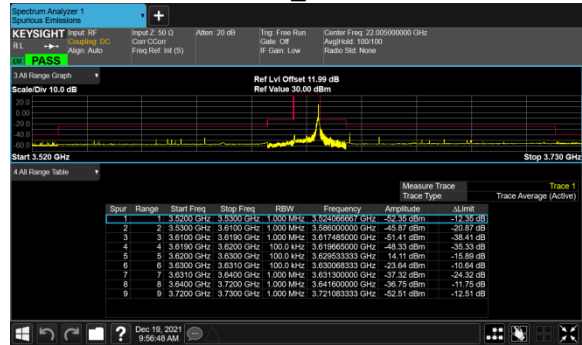 Spectrum Analyzer 1
Spurious Emissions
+
KEYSIGHT Input: RF Input Z: 50 Ω Atten: 20 dB Trig: Free Run Center Freq: 22.005000000 GHz
RL Coupling: DC Corr CCorr Gate: Off Avg|Hold: 100/100
Align: Auto Freq Ref: Int (S) IF Gain: Low Radio Std: None
PASS
3 All Range Graph Ref Lvl Offset 11.99 dB
Scale/Div 10.0 dB Ref Value 30.00 dBm
20.0
0.00
-20.0
-40.0
-60.0
Start 3.520 GHz Stop 3.730 GHz
4 All Range Table
Measure Trace Trace 1
Trace Type Trace Average (Active)
Spur Range Start Freq Stop Freq RBW Frequency Amplitude ΔLimit
1 1 3.5200 GHz 3.5300 GHz 1.000 MHz 3.524066667 GHz -52.35 dBm -12.35 dB
2 2 3.5300 GHz 3.6100 GHz 1.000 MHz 3.586000000 GHz -45.87 dBm -20.87 dB
3 3 3.6100 GHz 3.6190 GHz 1.000 MHz 3.617485000 GHz -51.41 dBm -38.41 dB
4 4 3.6190 GHz 3.6200 GHz 100.0 kHz 3.619665000 GHz -48.33 dBm -35.33 dB
5 5 3.6200 GHz 3.6300 GHz 100.0 kHz 3.629533333 GHz 14.11 dBm -15.89 dB
6 6 3.6300 GHz 3.6310 GHz 100.0 kHz 3.630068333 GHz -23.64 dBm -10.64 dB
7 7 3.6310 GHz 3.6400 GHz 1.000 MHz 3.631300000 GHz -37.32 dBm -24.32 dB
8 8 3.6400 GHz 3.7200 GHz 1.000 MHz 3.641600000 GHz -36.75 dBm -11.75 dB
9 9 3.7200 GHz 3.7300 GHz 1.000 MHz 3.721083333 GHz -52.51 dBm -12.51 dB
? Dec 19, 2021
9:56:48 AM